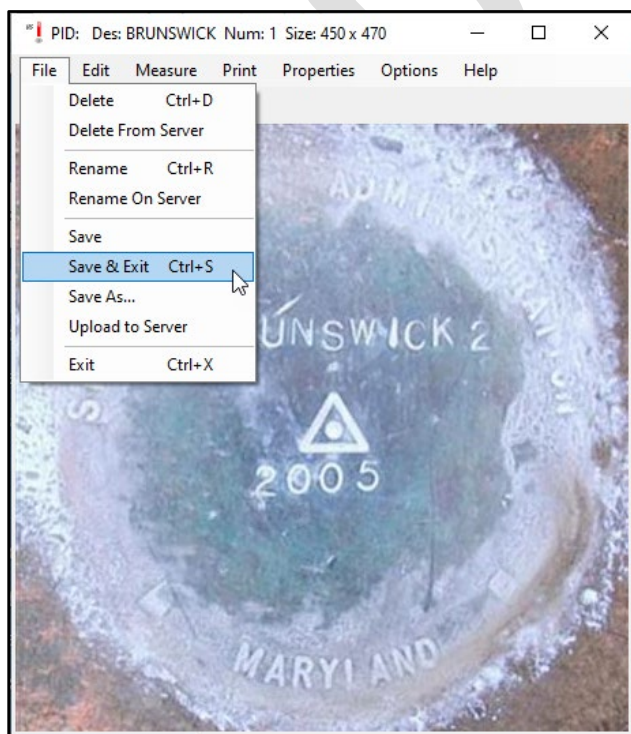 PID: Des: BRUNSWICK Num: 1 Size: 450 x 470
File Edit Measure Print Properties Options Help
Delete Ctrl+D
Delete From Server
Rename Ctrl+R
Rename On Server
Save
Save & Exit Ctrl+S
Save As...
Upload to Server
Exit Ctrl+X
ADMINISTRATION
UNSWICK 2
2005
MARYLAND